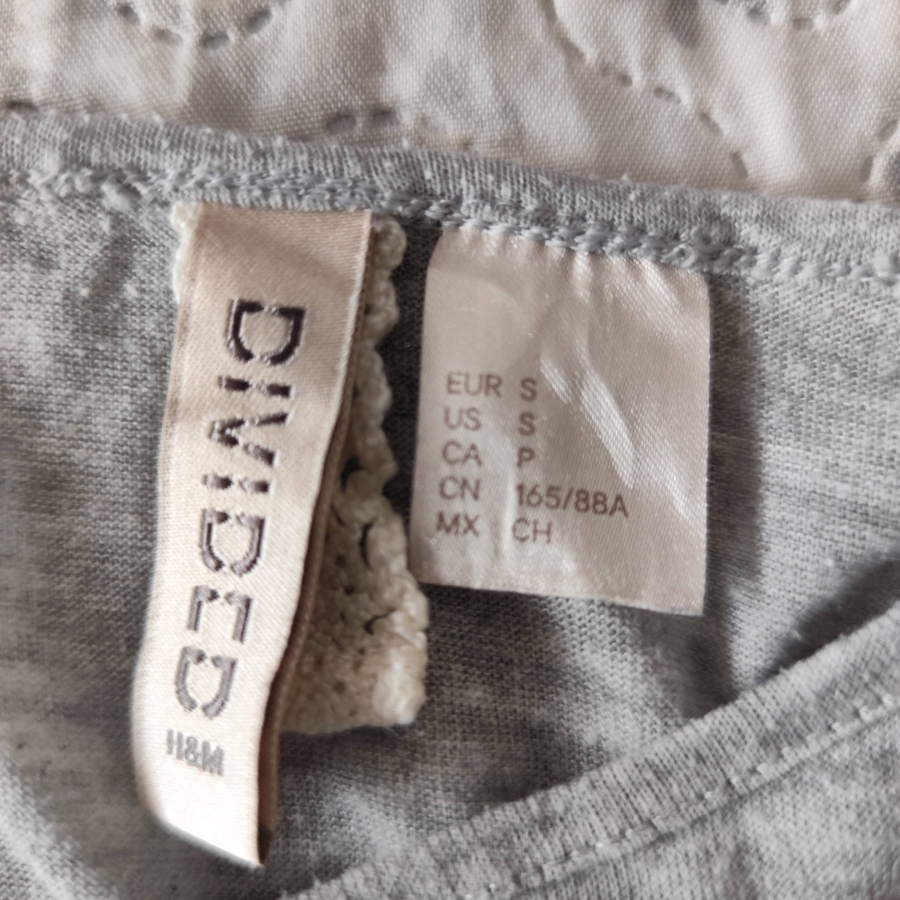 DIVIDED
H&M
EUR S
US S
CA P
CN 165/88A
MX CH